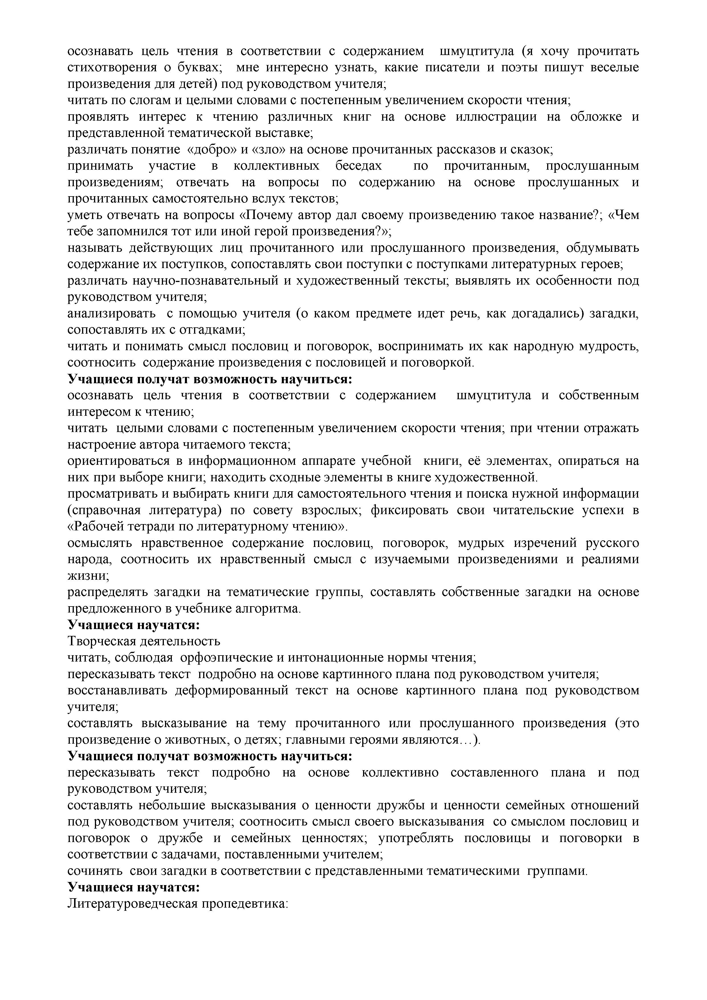 осознавать цель чтения в соответствии с содержанием шмуцтитула (я хочу прочитать
стихотворения о буквах; мне интересно узнать, какие писатели и поэты пишут веселые
произведения для детей) под руководством учителя;
читать по слогам и целыми словами с постепенным увеличением скорости чтения;
проявлять интерес к чтению различных книг на основе иллюстрации на обложке и
представленной тематической выставке;
различать понятие «добро» и «зло» на основе прочитанных рассказов и сказок;
принимать участие в коллективных беседах по прочитанным, прослушанным
произведениям; отвечать на вопросы по содержанию на основе прослушанных и
прочитанных самостоятельно вслух текстов;
уметь отвечать на вопросы «Почему автор дал своему произведению такое название?; «Чем
тебе запомнился тот или иной герой произведения?»;
называть действующих лиц прочитанного или прослушанного произведения, обдумывать
содержание их поступков, сопоставлять свои поступки с поступками литературных героев;
различать научно-познавательный и художественный тексты; выявлять их особенности под
руководством учителя;
анализировать с помощью учителя (о каком предмете идет речь, как догадались) загадки,
сопоставлять их с отгадками;
читать и понимать смысл пословиц и поговорок, воспринимать их как народную мудрость,
соотносить содержание произведения с пословицей и поговоркой.
Учащиеся получат возможность научиться:
осознавать цель чтения в соответствии с содержанием шмуцтитула и собственным
интересом к чтению;
читать целыми словами с постепенным увеличением скорости чтения; при чтении отражать
настроение автора читаемого текста;
ориентироваться в информационном аппарате учебной книги, её элементах, опираться на
них при выборе книги; находить сходные элементы в книге художественной.
просматривать и выбирать книги для самостоятельного чтения и поиска нужной информации
(справочная литература) по совету взрослых; фиксировать свои читательские успехи в
«Рабочей тетради по литературному чтению».
осмыслять нравственное содержание пословиц, поговорок, мудрых изречений русского
народа, соотносить их нравственный смысл с изучаемыми произведениями и реалиями
жизни;
распределять загадки на тематические группы, составлять собственные загадки на основе
предложенного в учебнике алгоритма.
Учащиеся научатся:
Творческая деятельность
читать, соблюдая орфоэпические и интонационные нормы чтения;
пересказывать текст подробно на основе картинного плана под руководством учителя;
восстанавливать деформированный текст на основе картинного плана под руководством
учителя;
составлять высказывание на тему прочитанного или прослушанного произведения (это
произведение о животных, о детях; главными героями являются…).
Учащиеся получат возможность научиться:
пересказывать текст подробно на основе коллективно составленного плана и под
руководством учителя;
составлять небольшие высказывания о ценности дружбы и ценности семейных отношений
под руководством учителя; соотносить смысл своего высказывания со смыслом пословиц и
поговорок о дружбе и семейных ценностях; употреблять пословицы и поговорки в
соответствии с задачами, поставленными учителем;
сочинять свои загадки в соответствии с представленными тематическими группами.
Учащиеся научатся:
Литературоведческая пропедевтика: